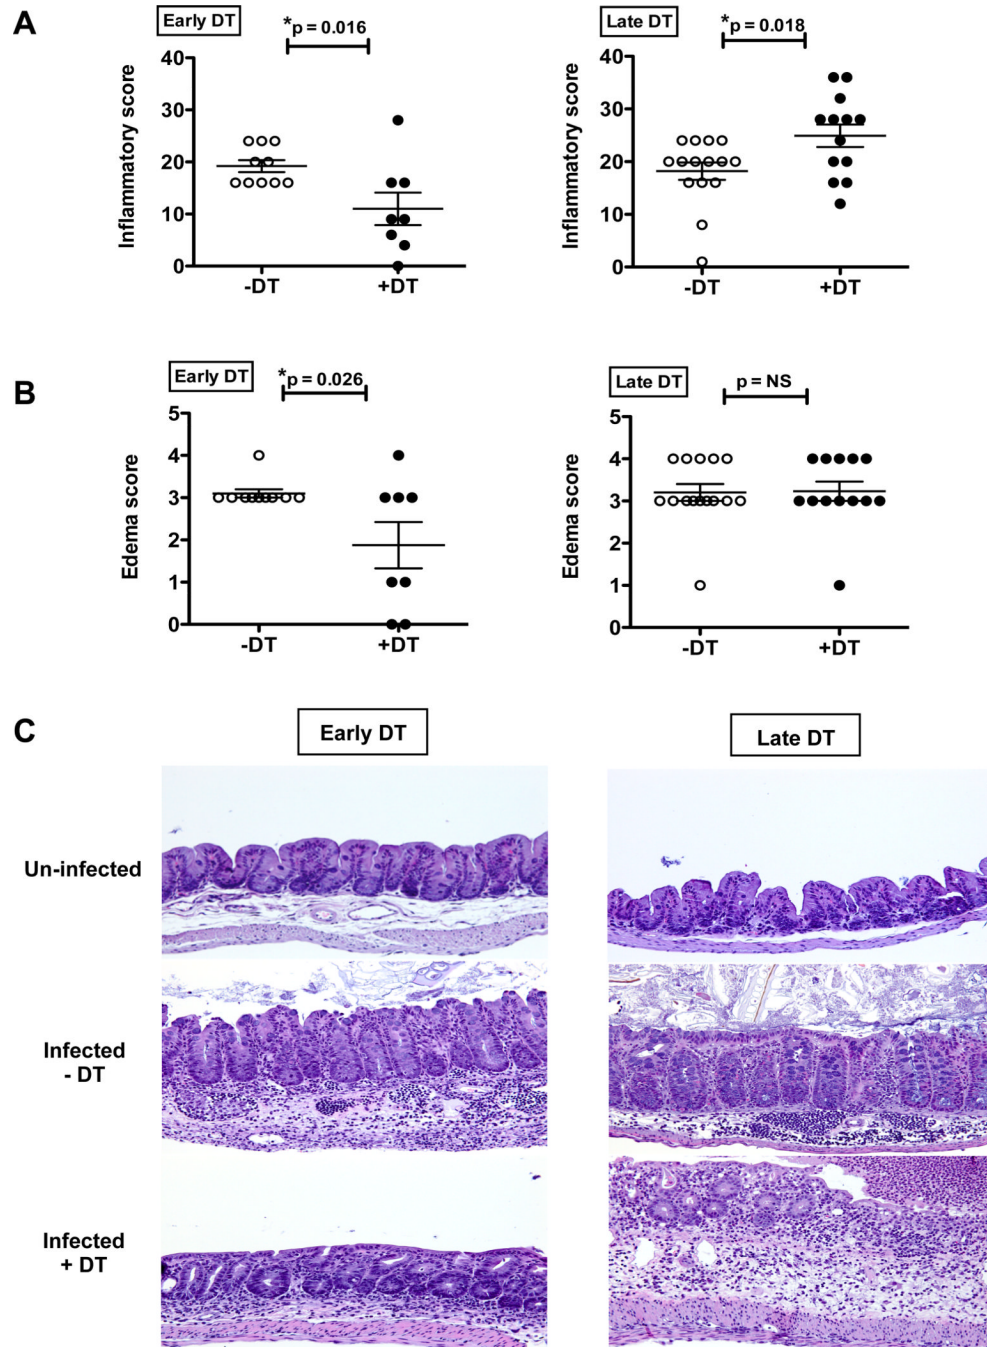 A
Early DT
*p = 0.016
Inflammatory score
40
30
20
10
0
-DT
+DT
Late DT
*p = 0.018
Inflammatory score
40
30
20
10
0
-DT
+DT
B
Early DT
*p = 0.026
Edema score
5
4
3
2
1
0
-DT
+DT
Late DT
p = NS
Edema score
5
4
3
2
1
0
-DT
+DT
C
Early DT
Late DT
Un-infected
Infected
- DT
Infected
+ DT